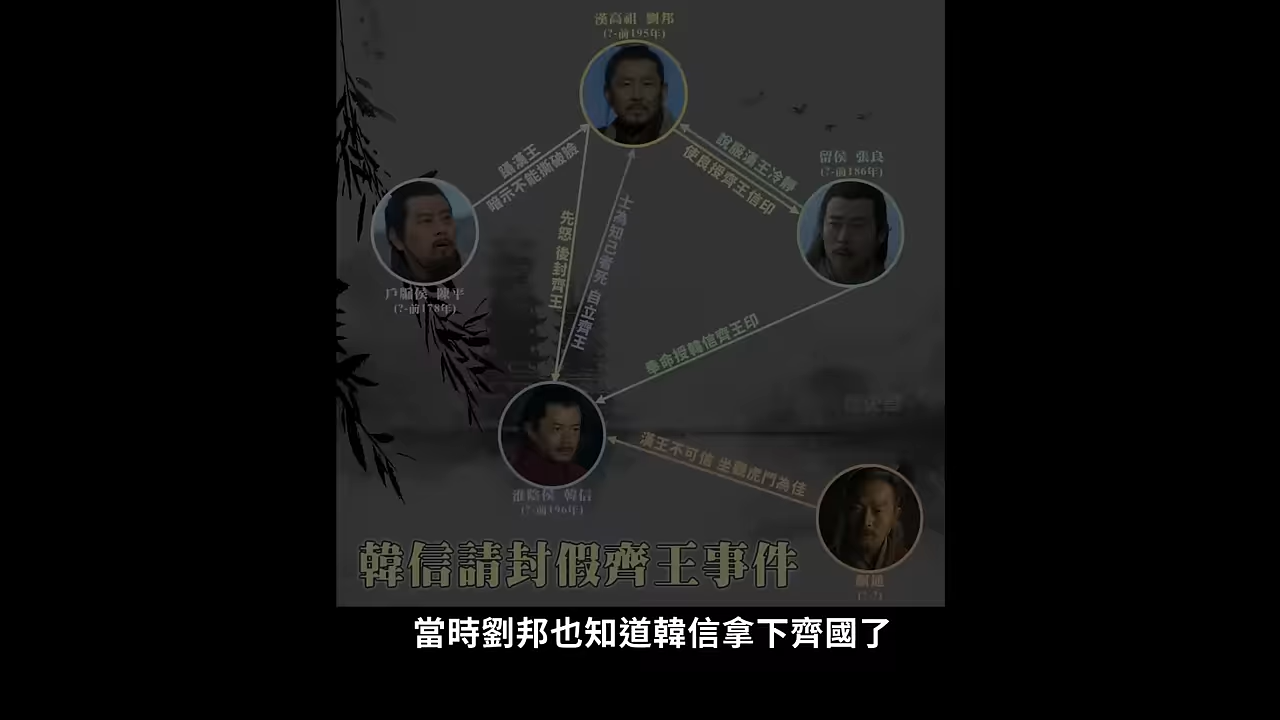 漢高祖 劉邦
(?-前195年)
說服漢王冷靜
使良授齊王信印
躡漢王
暗示不能撕破臉
留侯 張良
(?-前186年)
先怒 後封齊王
士為知己者死 自立齊王
戶牖侯 陳平
(?-前178年)
奉命授韓信齊王印
漢王不可信 坐觀虎鬥為佳
淮陰侯 韓信
(?-前196年)
韓信請封假齊王事件
蒯通
(?-?)
當時劉邦也知道韓信拿下齊國了